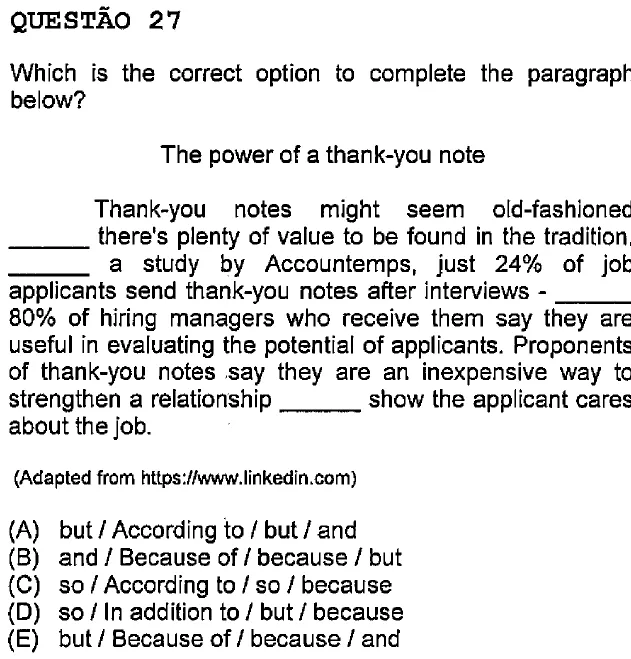 QUESTÃO 27
Which is the correct option to complete the paragraph
below?
The power of a thank-you note
Thank-you notes might seem old-fashioned
______ there's plenty of value to be found in the tradition.
______ a study by Accountemps, just 24% of job
applicants send thank-you notes after interviews - ______
80% of hiring managers who receive them say they are
useful in evaluating the potential of applicants. Proponents
of thank-you notes say they are an inexpensive way to
strengthen a relationship ______ show the applicant cares
about the job.
(Adapted from https://www.linkedin.com)
(A) but / According to / but / and
(B) and / Because of / because / but
(C) so / According to / so / because
(D) so / In addition to / but / because
(E) but / Because of / because / and